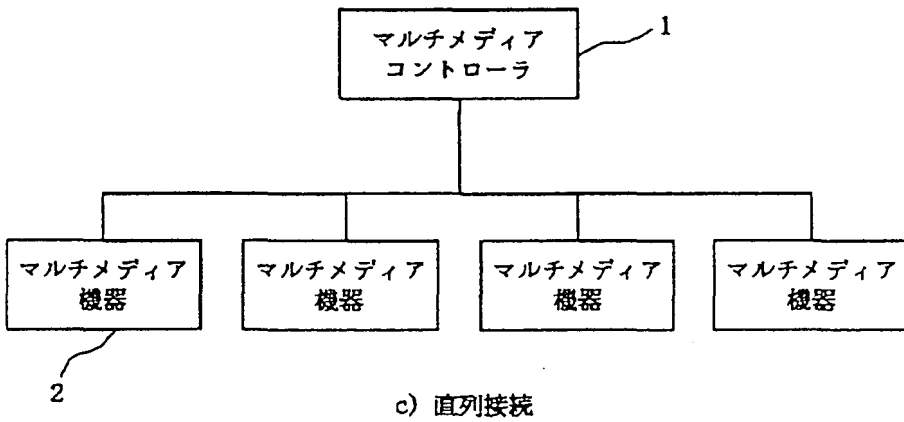 マルチメディア
コントローラ
1
マルチメディア
機器
マルチメディア
機器
マルチメディア
機器
マルチメディア
機器
2
c) 直列接続